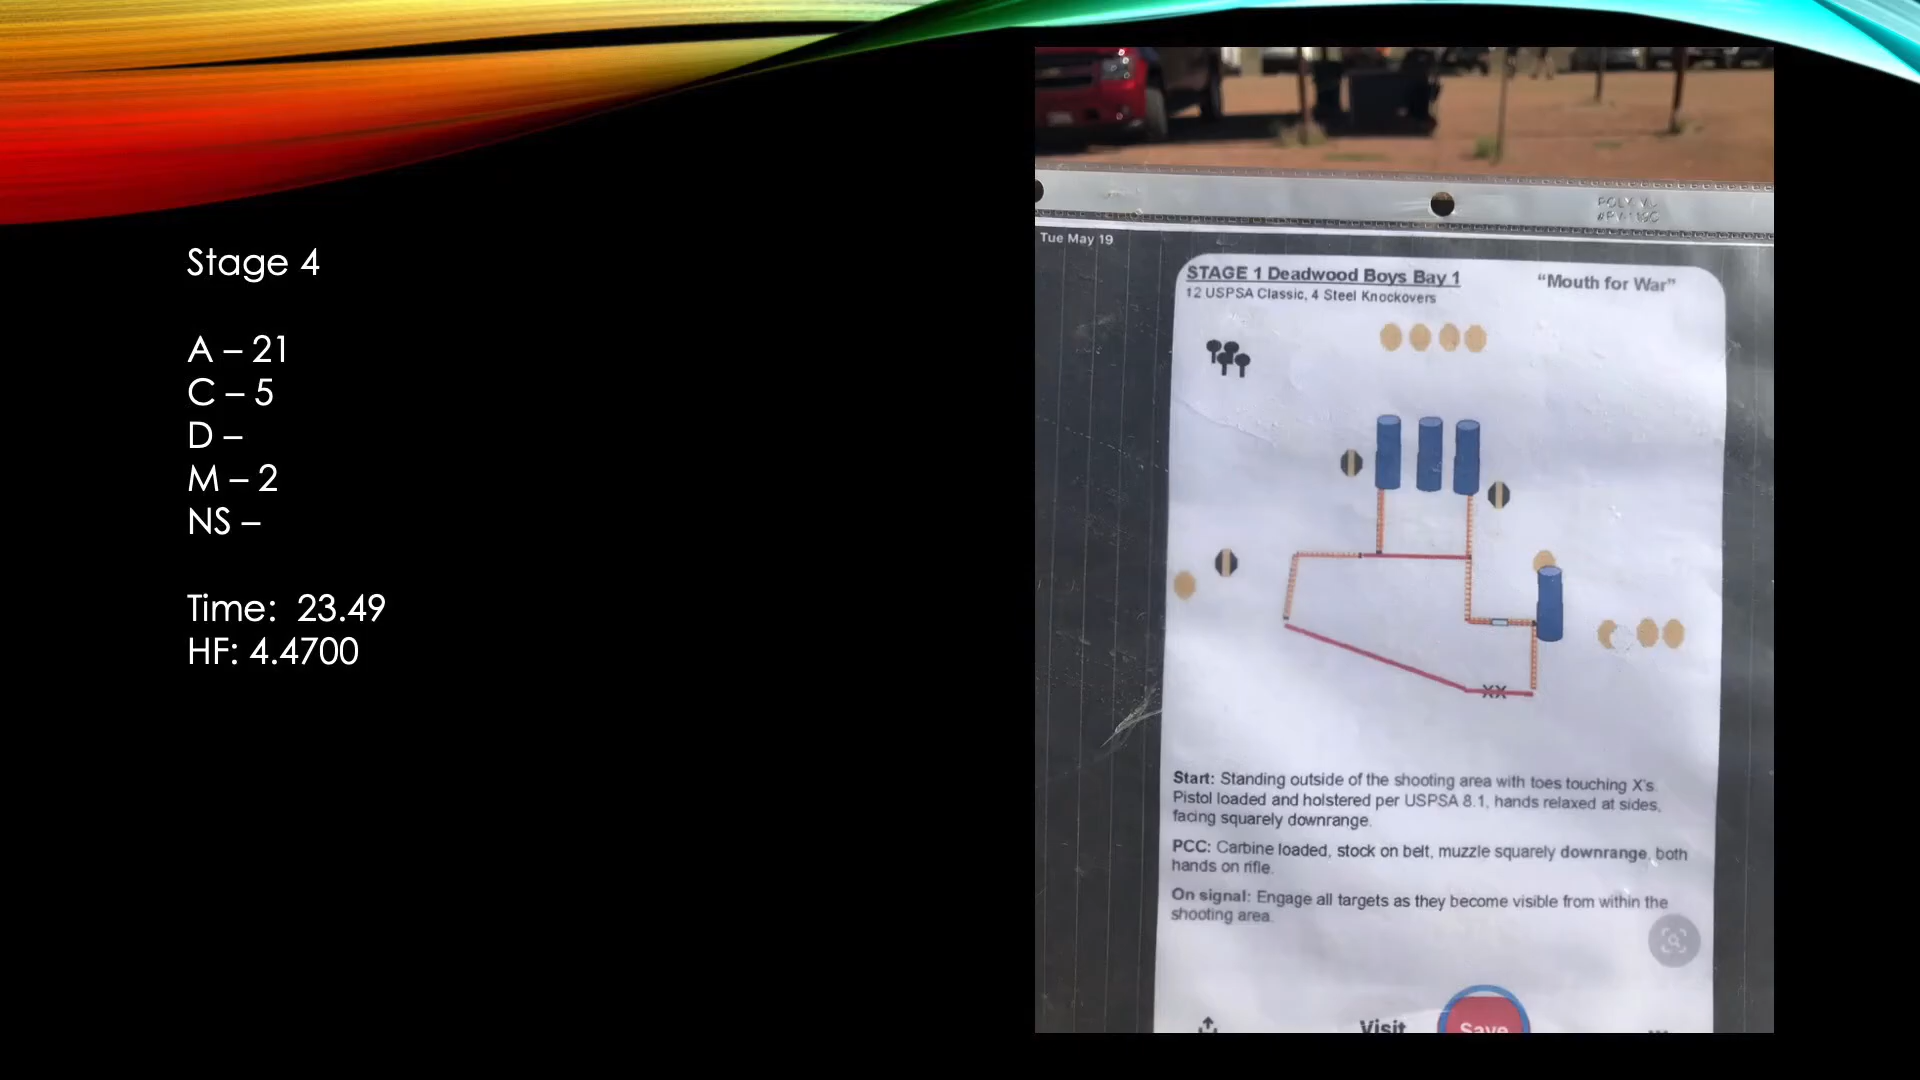 Stage 4
A – 21
C – 5
D –
M – 2
NS –
Time: 23.49
HF: 4.4700
Tue May 19
STAGE 1 Deadwood Boys Bay 1
"Mouth for War"
12 USPSA Classic, 4 Steel Knockovers
XX
Start: Standing outside of the shooting area with toes touching X's.
Pistol loaded and holstered per USPSA 8.1, hands relaxed at sides,
facing squarely downrange.
PCC: Carbine loaded, stock on belt, muzzle squarely downrange, both
hands on rifle.
On signal: Engage all targets as they become visible from within the
shooting area.
Visit
Save